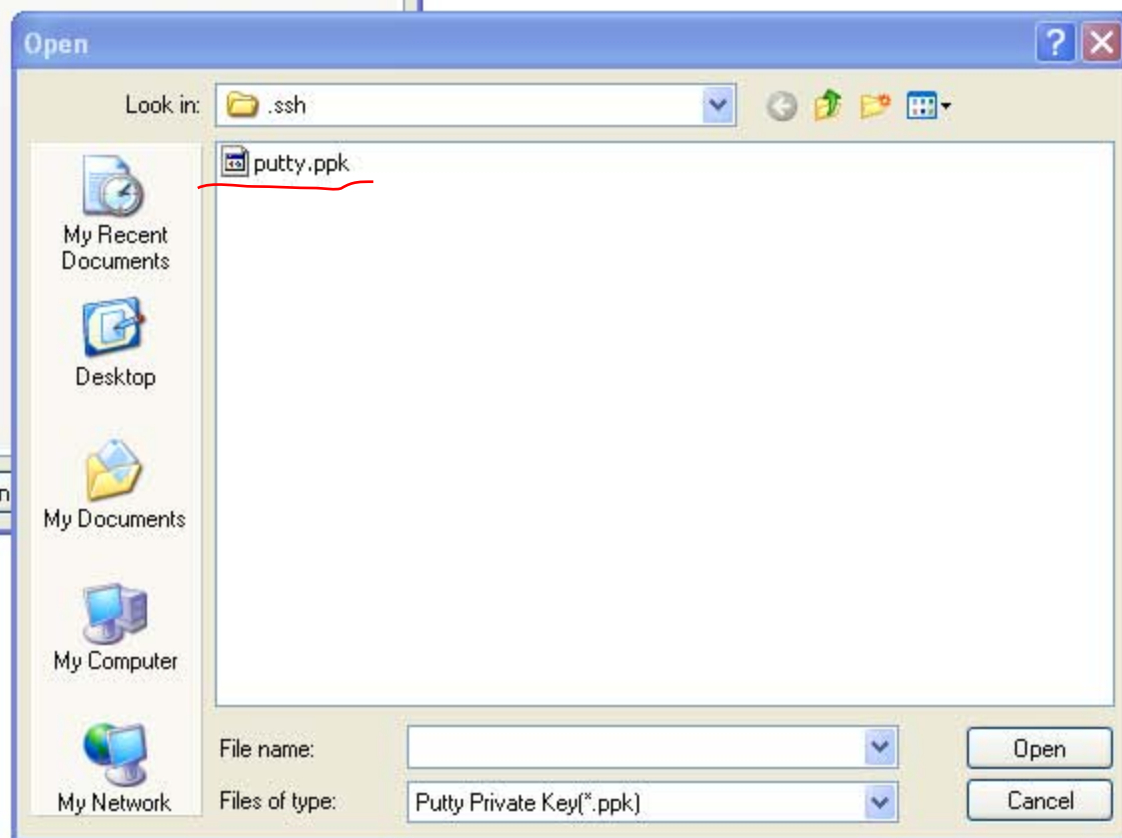 Open
Look in:
.ssh
putty.ppk
My Recent
Documents
Desktop
My Documents
My Computer
My Network
File name:
Open
Files of type:
Putty Private Key(*.ppk)
Cancel